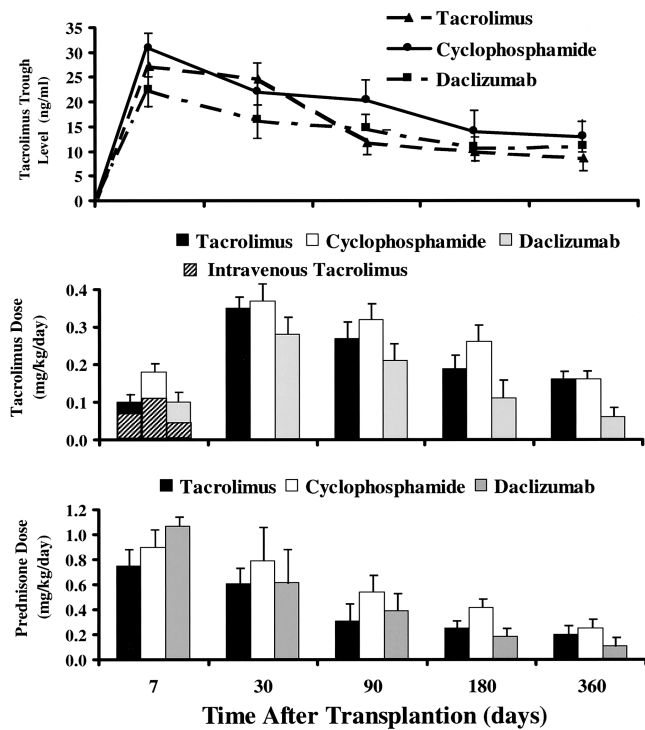 Tacrolimus
Cyclophosphamide
Daclizumab
Tacrolimus Trough
Level (ng/ml)
35
30
25
20
15
10
5
0
Tacrolimus Cyclophosphamide Daclizumab
Intravenous Tacrolimus
Tacrolimus Dose
(mg/kg/day)
0.4
0.3
0.2
0.1
0.0
Tacrolimus Cyclophosphamide Daclizumab
Prednisone Dose
(mg/kg/day)
1.2
1.0
0.8
0.6
0.4
0.2
0.0
7 30 90 180 360
Time After Transplantion (days)